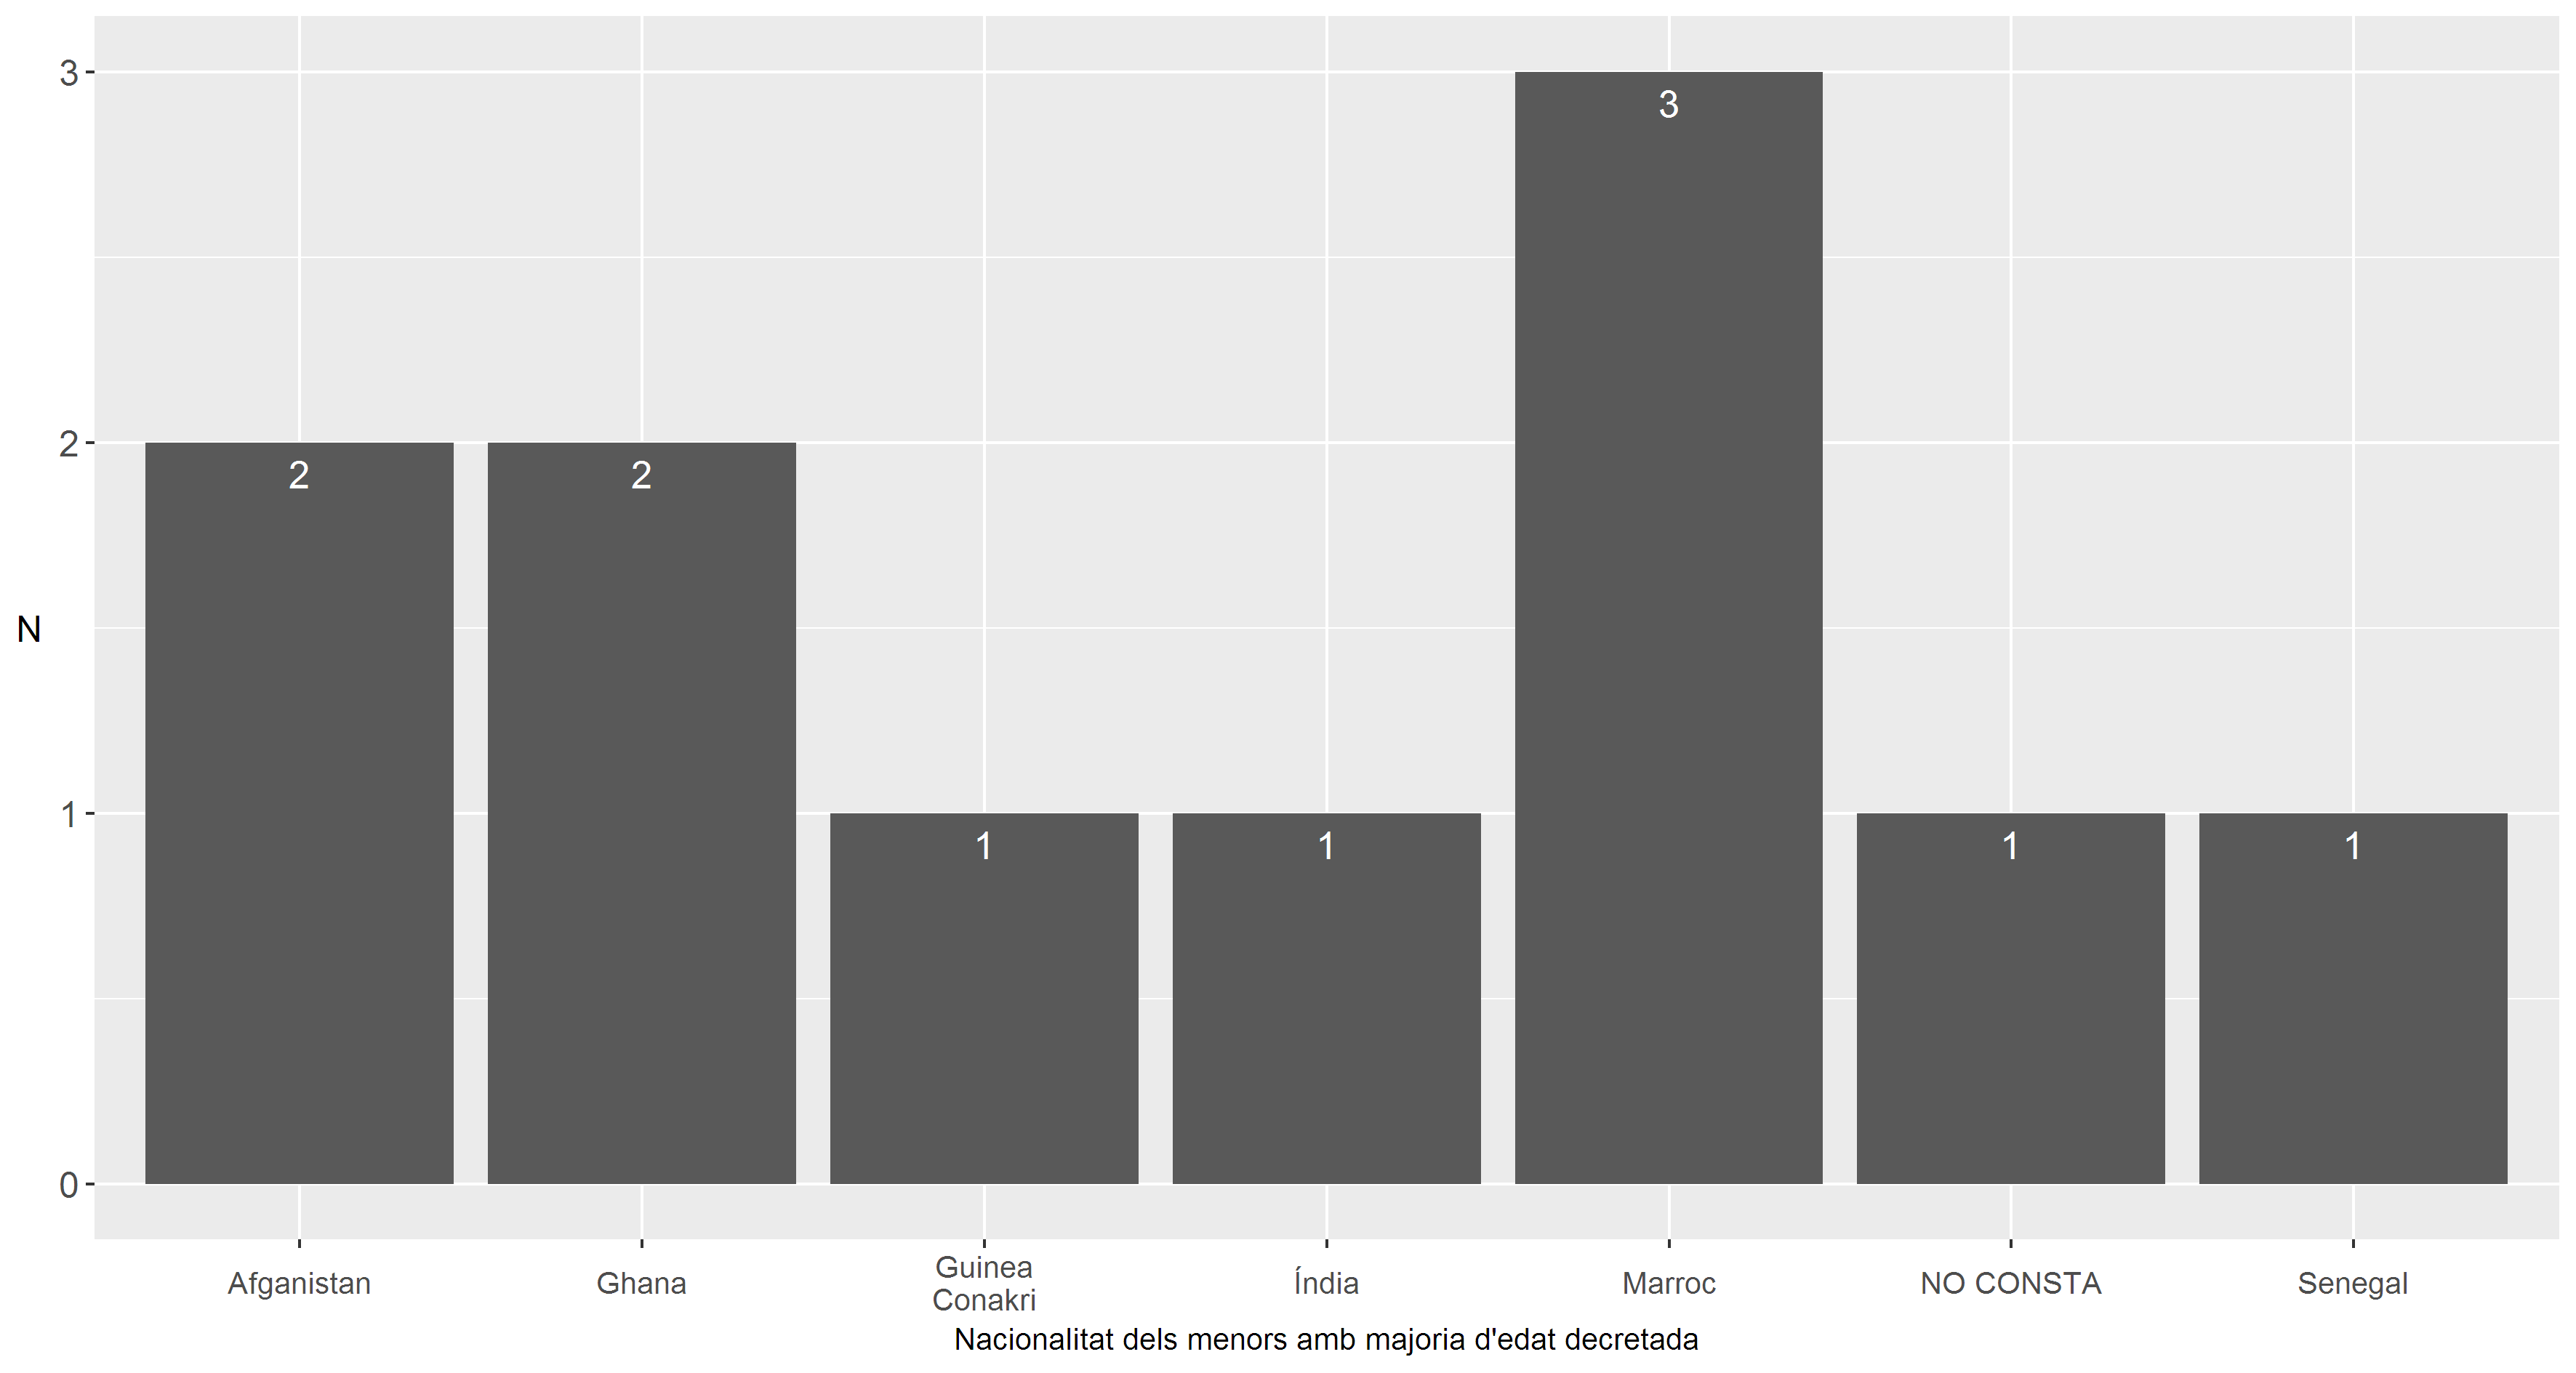 3
2
1
0
N
2
2
1
1
3
1
1
Afganistan
Ghana
Guinea
Conakri
Índia
Marroc
NO CONSTA
Senegal
Nacionalitat dels menors amb majoria d'edat decretada